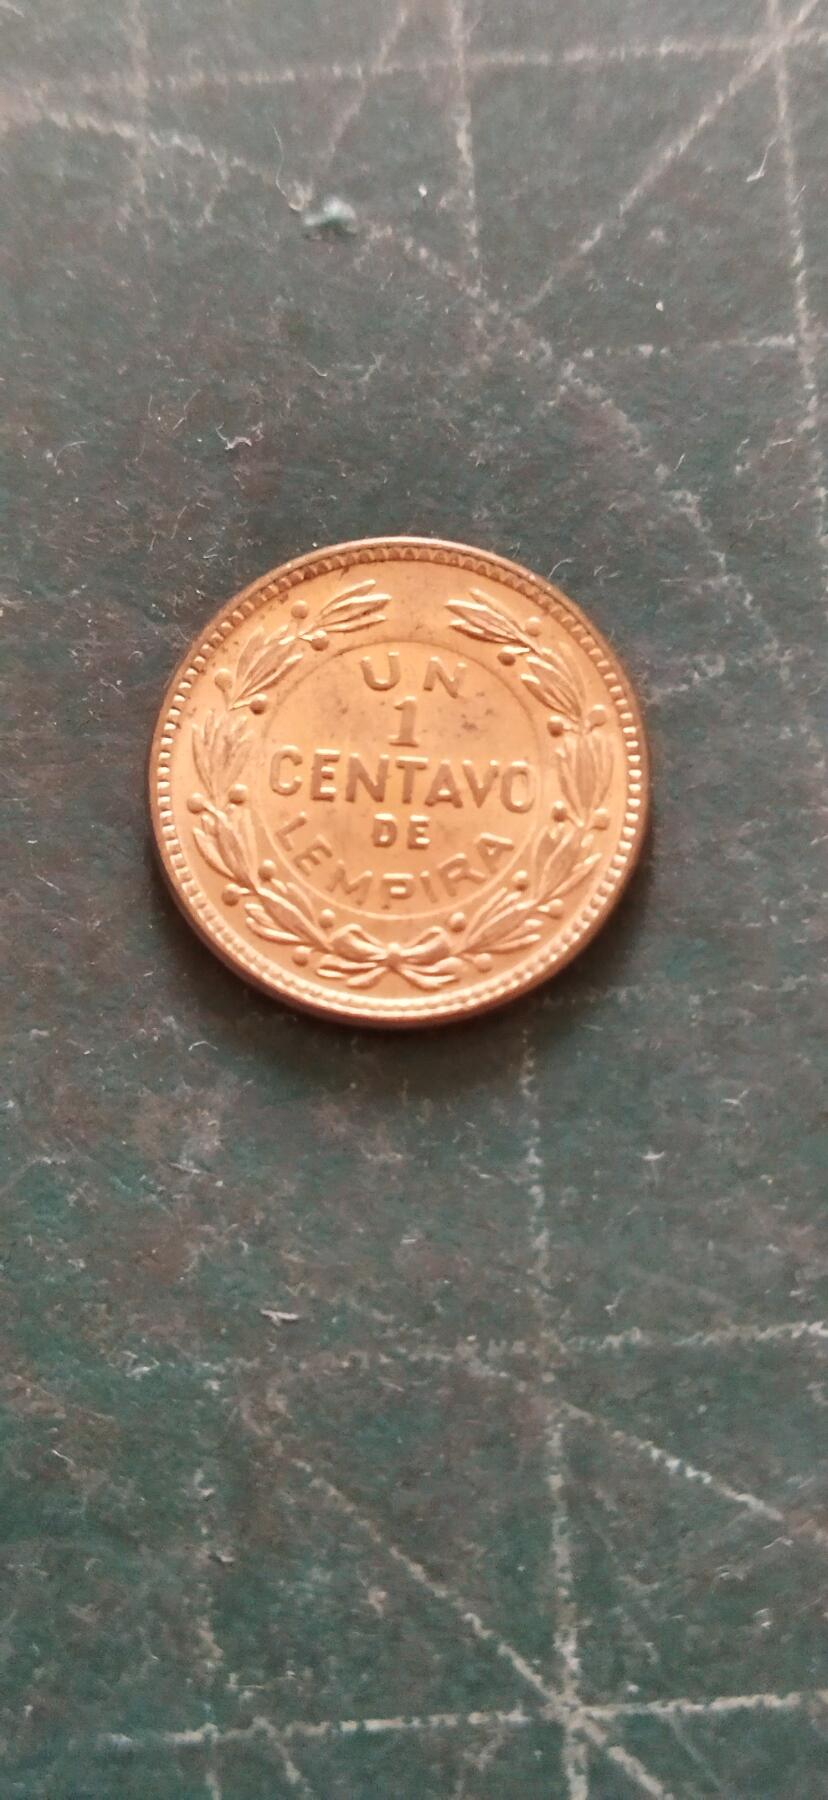 UN
1
CENTAVO
DE
LEMPIRA